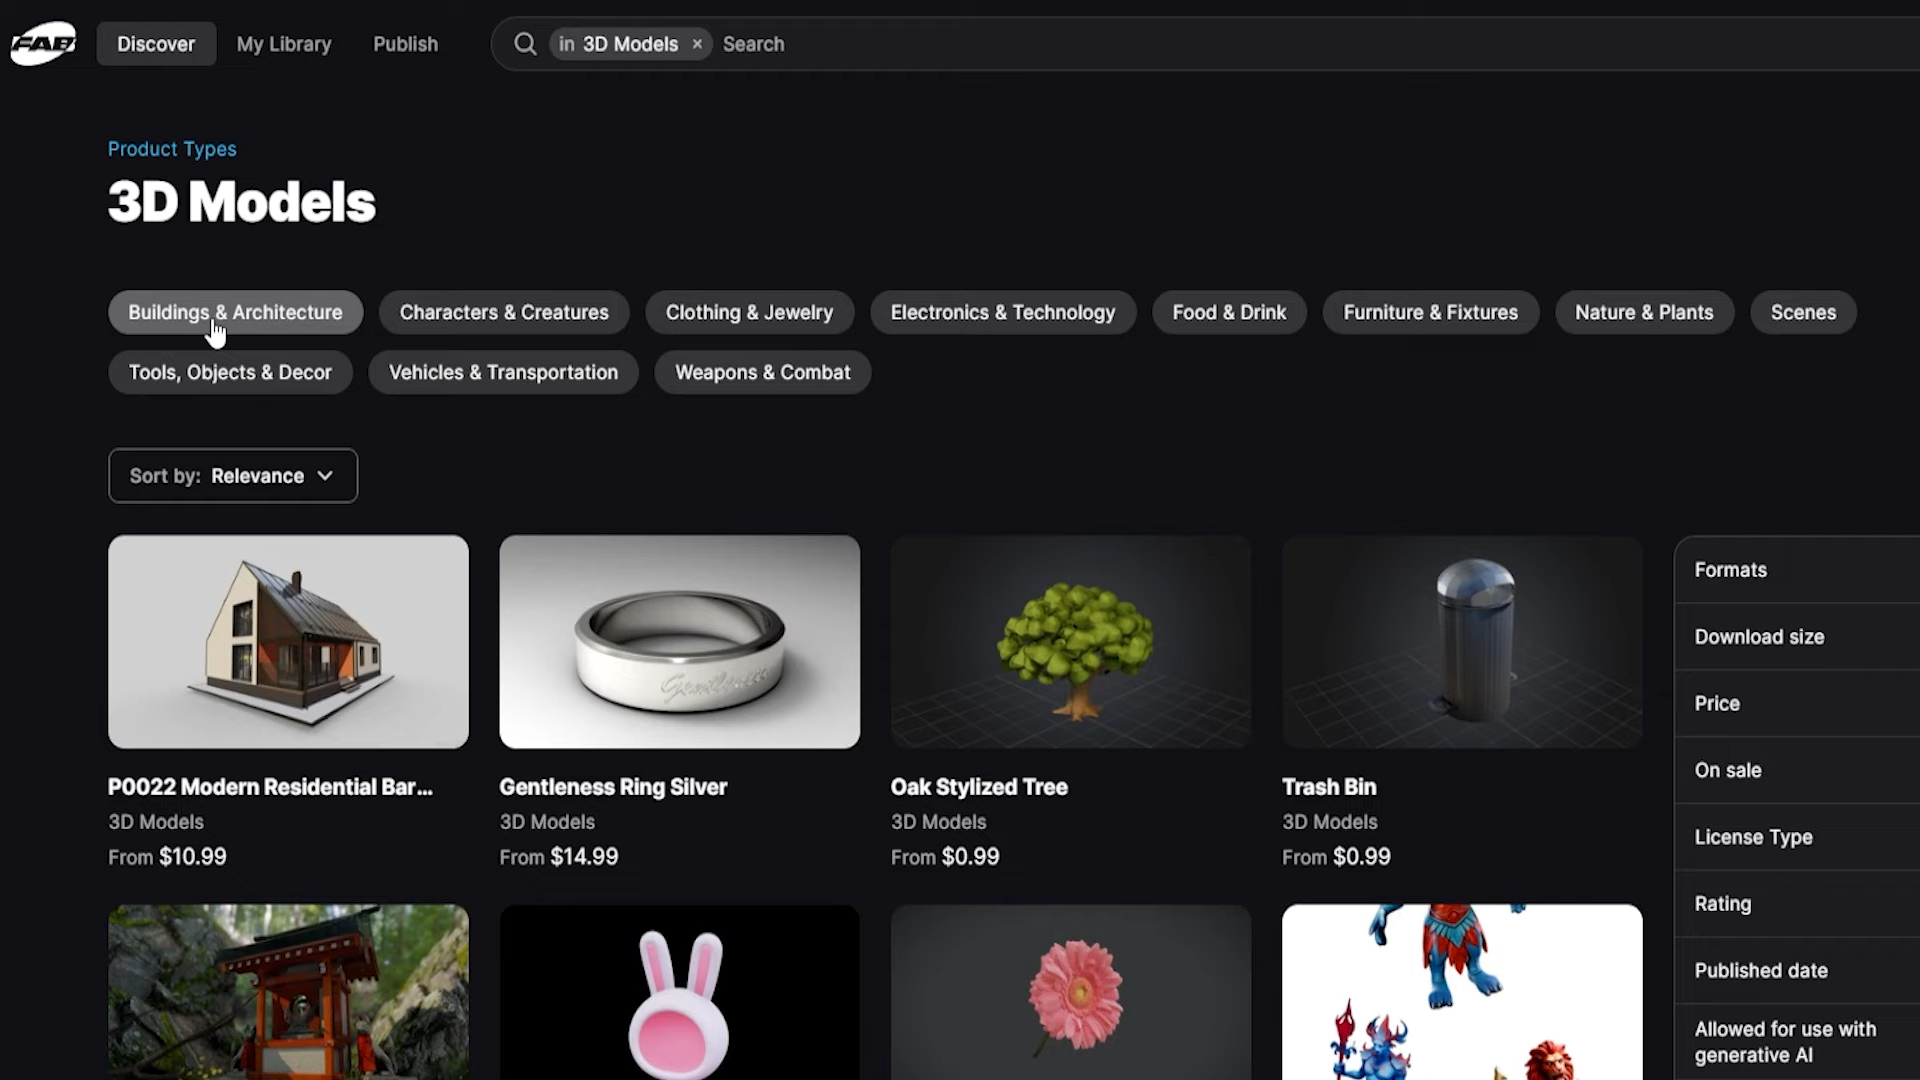 FAB
Discover
My Library
Publish
in 3D Models ×
Search
Product Types
3D Models
Buildings & Architecture
Characters & Creatures
Clothing & Jewelry
Electronics & Technology
Food & Drink
Furniture & Fixtures
Nature & Plants
Scenes
Tools, Objects & Decor
Vehicles & Transportation
Weapons & Combat
Sort by: Relevance
P0022 Modern Residential Bar...
3D Models
From $10.99
Gentleness
Gentleness Ring Silver
3D Models
From $14.99
Oak Stylized Tree
3D Models
From $0.99
Trash Bin
3D Models
From $0.99
Formats
Download size
Price
On sale
License Type
Rating
Published date
Allowed for use with
generative AI